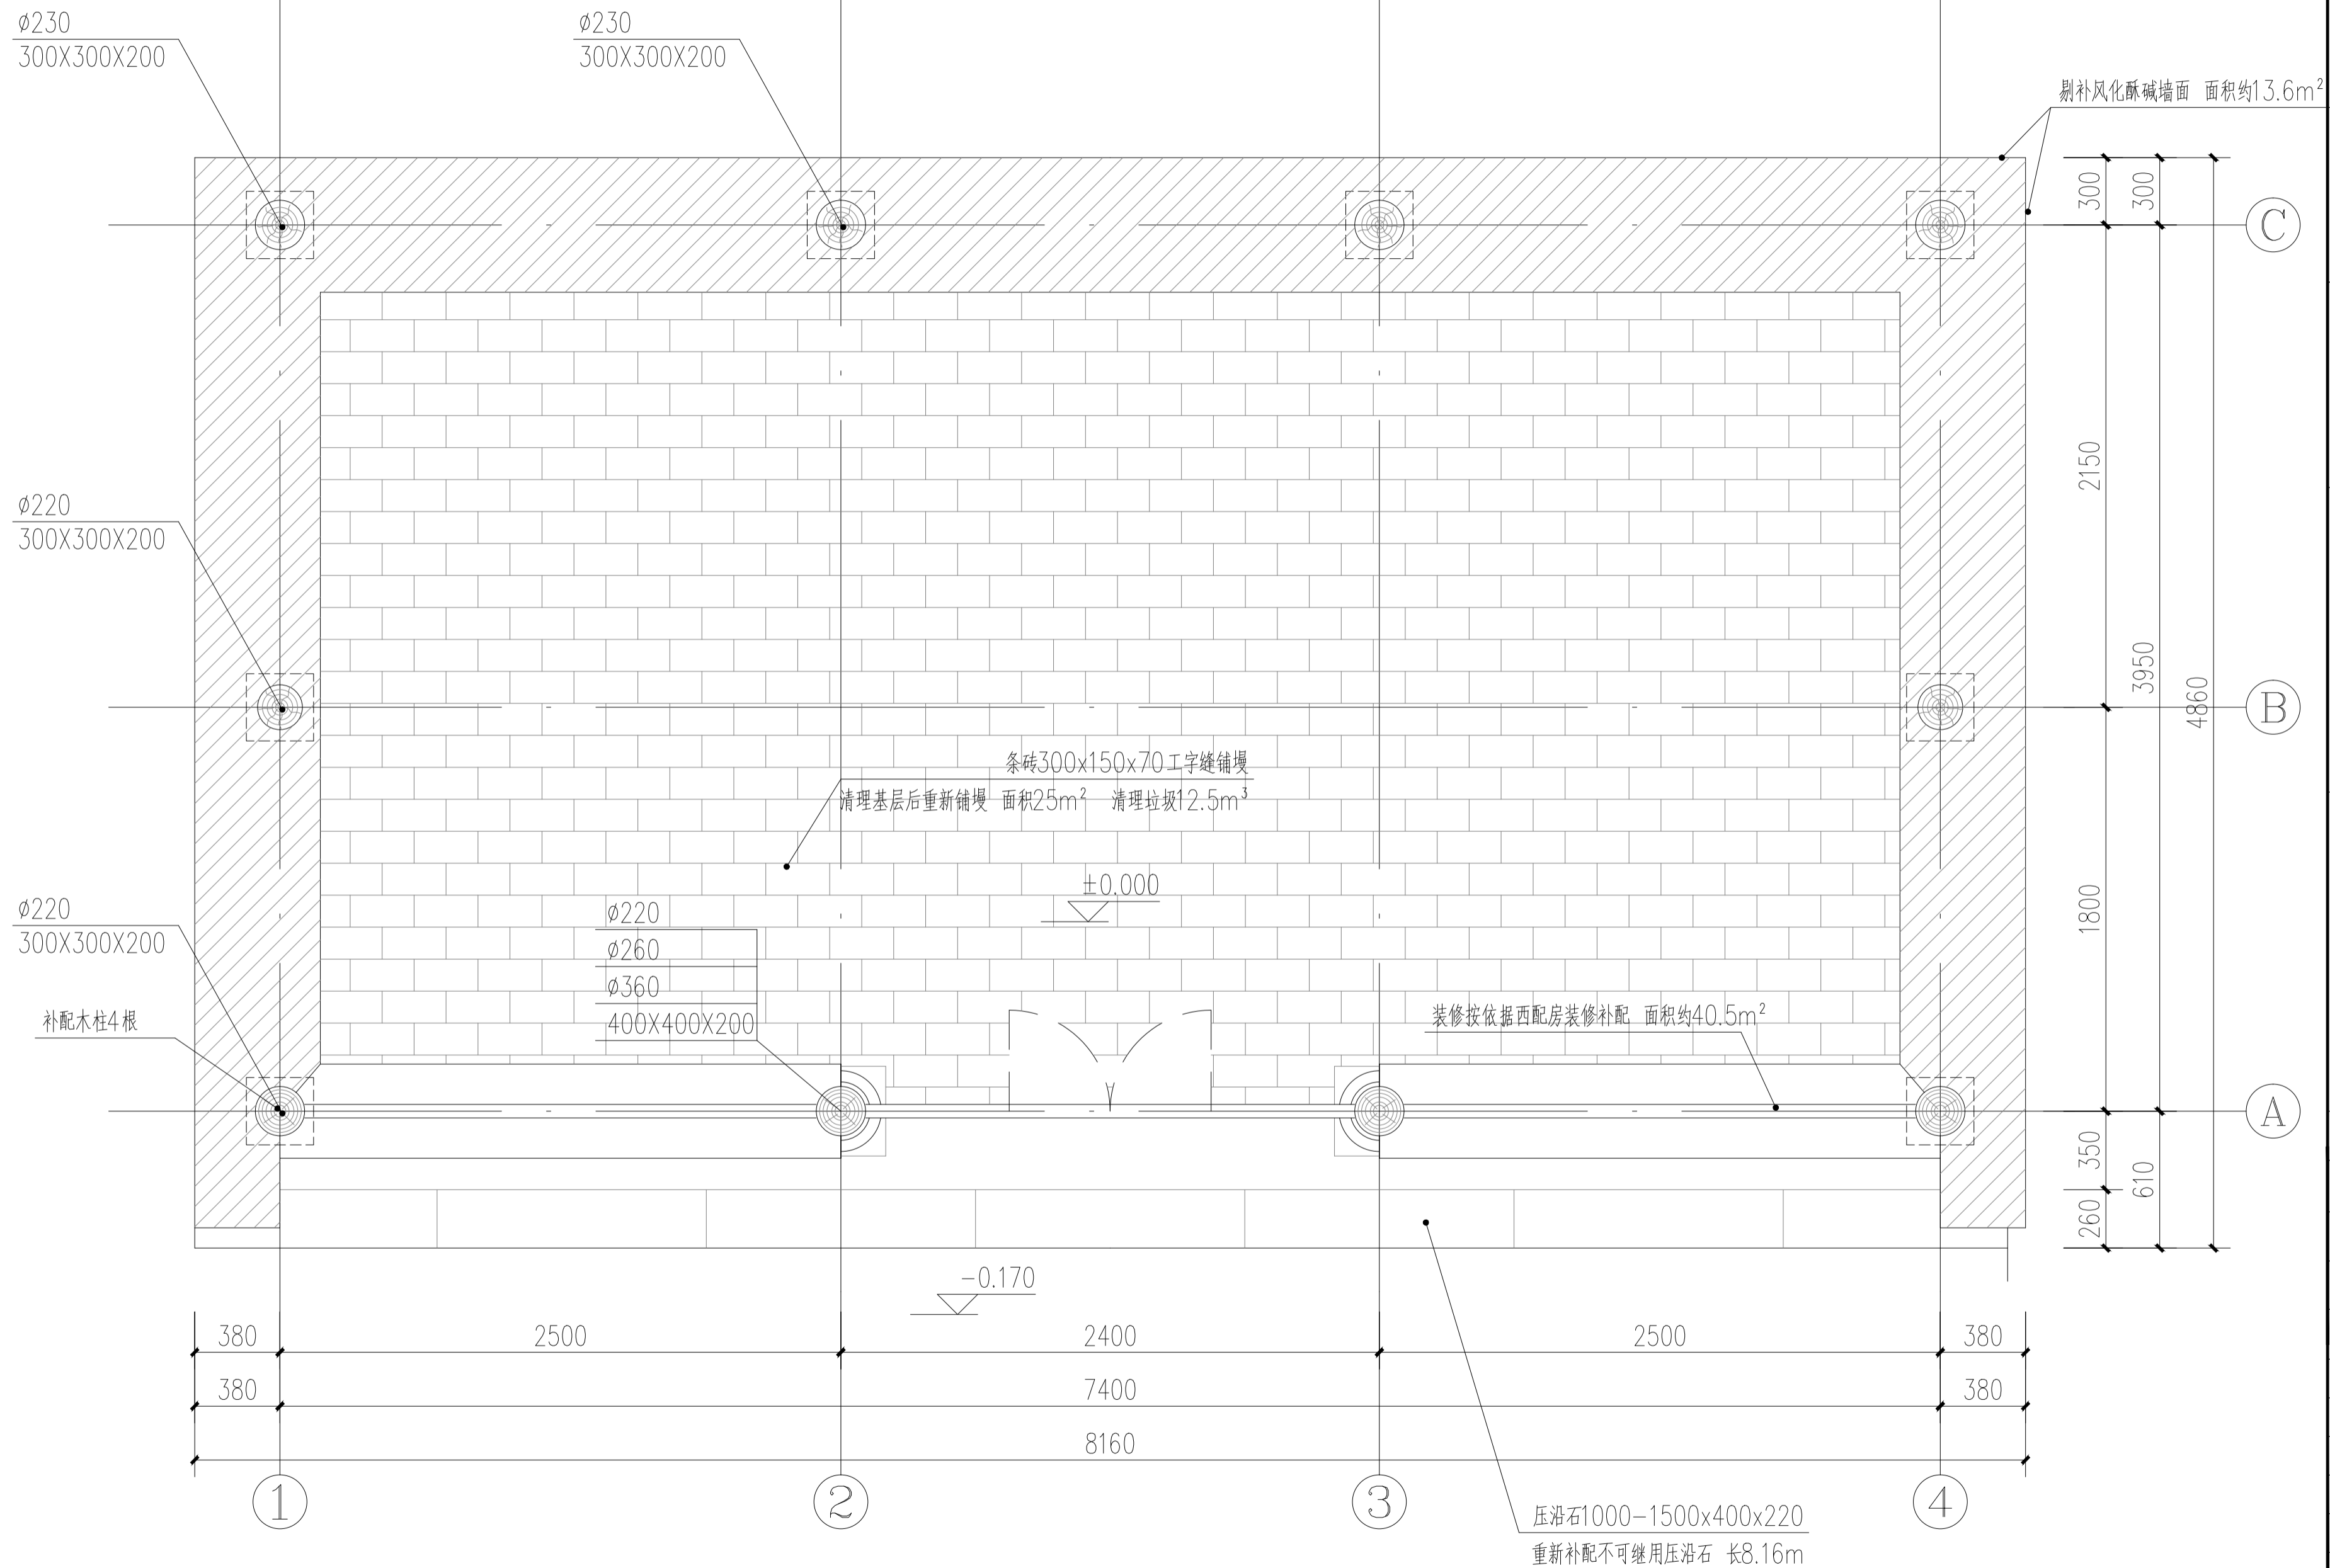 ø230
300X300X200
ø230
300X300X200
剔补风化酥碱墙面 面积约13.6m²
300
300
C
2150
ø220
300X300X200
3950
4860
B
条砖300x150x70工字缝铺墁
清理基层后重新铺墁 面积25m² 清理垃圾12.5m³
±0.000
1800
ø220
300X300X200
ø220
ø260
ø360
400X400X200
补配木柱4根
装修按依据西配房装修补配 面积约40.5m²
A
350
610
260
-0.170
380
2500
2400
2500
380
380
7400
380
8160
1
2
3
4
压沿石1000-1500x400x220
重新补配不可继用压沿石 长8.16m